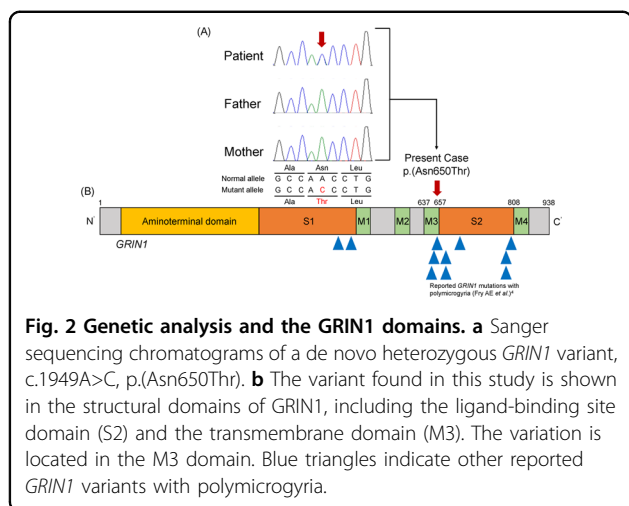 (A)
Patient
Father
Mother
Ala Asn Leu
Normal allele G C C A A C C T G
Mutant allele G C C A C C C T G
Ala Thr Leu
Present Case
p.(Asn650Thr)
(B)
1 637 657 808 938
N' Aminoterminal domain S1 M1 M2 M3 S2 M4 C'
GRIN1
Reported GRIN1 mutations with
polymicrogyria (Fry AE et al.)⁴
Fig. 2 Genetic analysis and the GRIN1 domains. a Sanger
sequencing chromatograms of a de novo heterozygous GRIN1 variant,
c.1949A>C, p.(Asn650Thr). b The variant found in this study is shown
in the structural domains of GRIN1, including the ligand-binding site
domain (S2) and the transmembrane domain (M3). The variation is
located in the M3 domain. Blue triangles indicate other reported
GRIN1 variants with polymicrogyria.